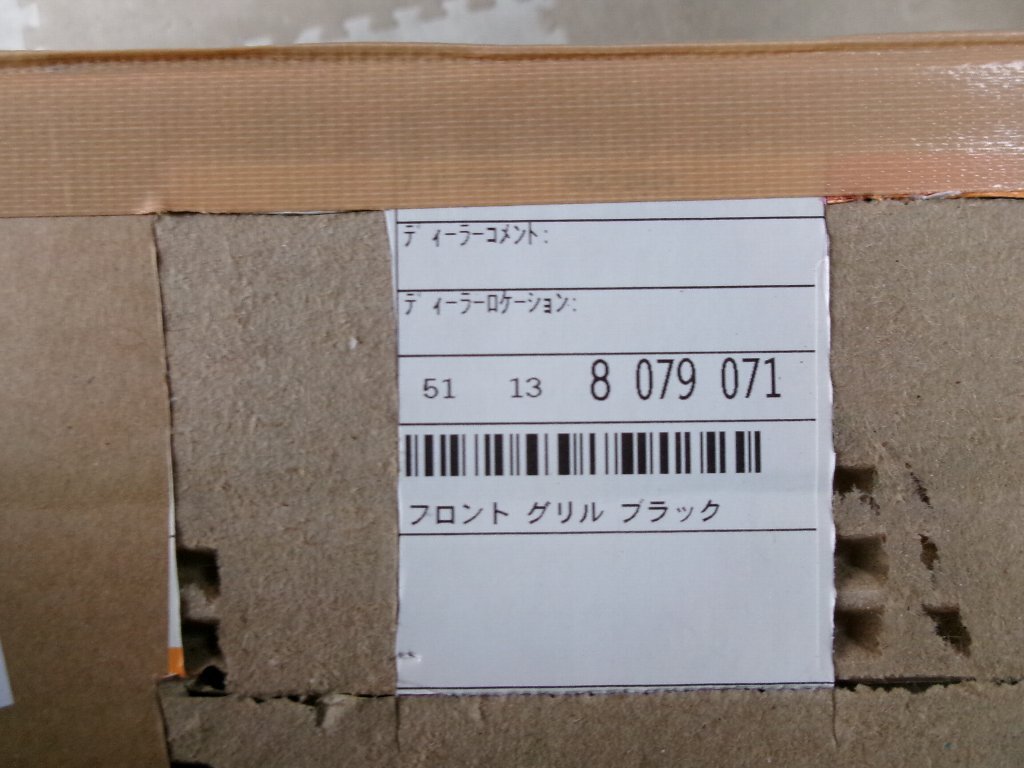 ディーラーコメント:
ディーラーロケーション:
51 13 8 079 071
フロント グリル ブラック